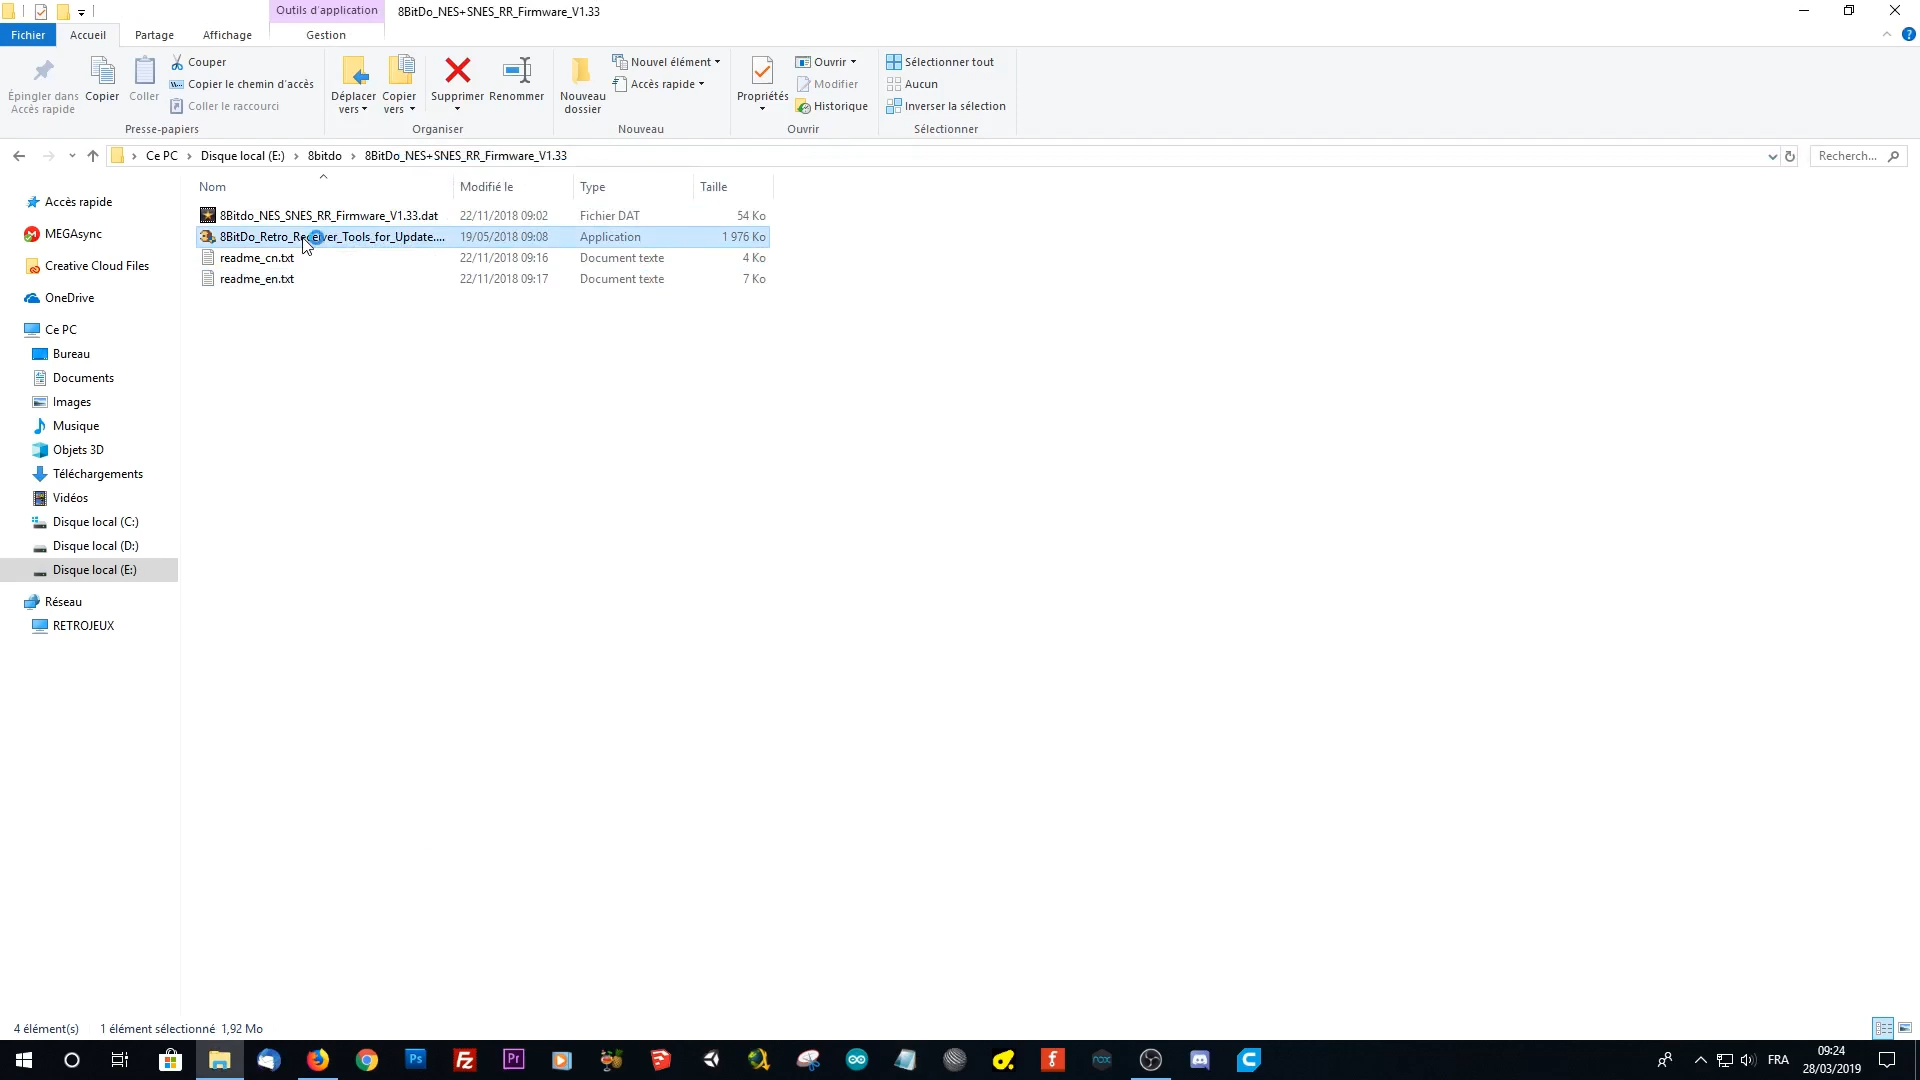 Outils d'application
8BitDo_NES+SNES_RR_Firmware_V1.33
Fichier
Accueil
Partage
Affichage
Gestion
Épingler dans
Accès rapide
Copier
Coller
Couper
Copier le chemin d'accès
Coller le raccourci
Presse-papiers
Déplacer
vers
Copier
vers
Supprimer
Renommer
Organiser
Nouveau
dossier
Nouvel élément
Accès rapide
Nouveau
Propriétés
Ouvrir
Modifier
Historique
Ouvrir
Sélectionner tout
Aucun
Inverser la sélection
Sélectionner
Ce PC
Disque local (E:)
8bitdo
8BitDo_NES+SNES_RR_Firmware_V1.33
Recherch...
Accès rapide
MEGAsync
Creative Cloud Files
OneDrive
Ce PC
Bureau
Documents
Images
Musique
Objets 3D
Téléchargements
Vidéos
Disque local (C:)
Disque local (D:)
Disque local (E:)
Réseau
RETROJEUX
Nom Modifié le Type Taille
8Bitdo_NES_SNES_RR_Firmware_V1.33.dat 22/11/2018 09:02 Fichier DAT 54 Ko
8BitDo_Retro_Receiver_Tools_for_Update.... 19/05/2018 09:08 Application 1 976 Ko
readme_cn.txt 22/11/2018 09:16 Document texte 4 Ko
readme_en.txt 22/11/2018 09:17 Document texte 7 Ko
4 élément(s) 1 élément sélectionné 1,92 Mo
Ps
Fz
Pr
nox
FRA
09:24
28/03/2019